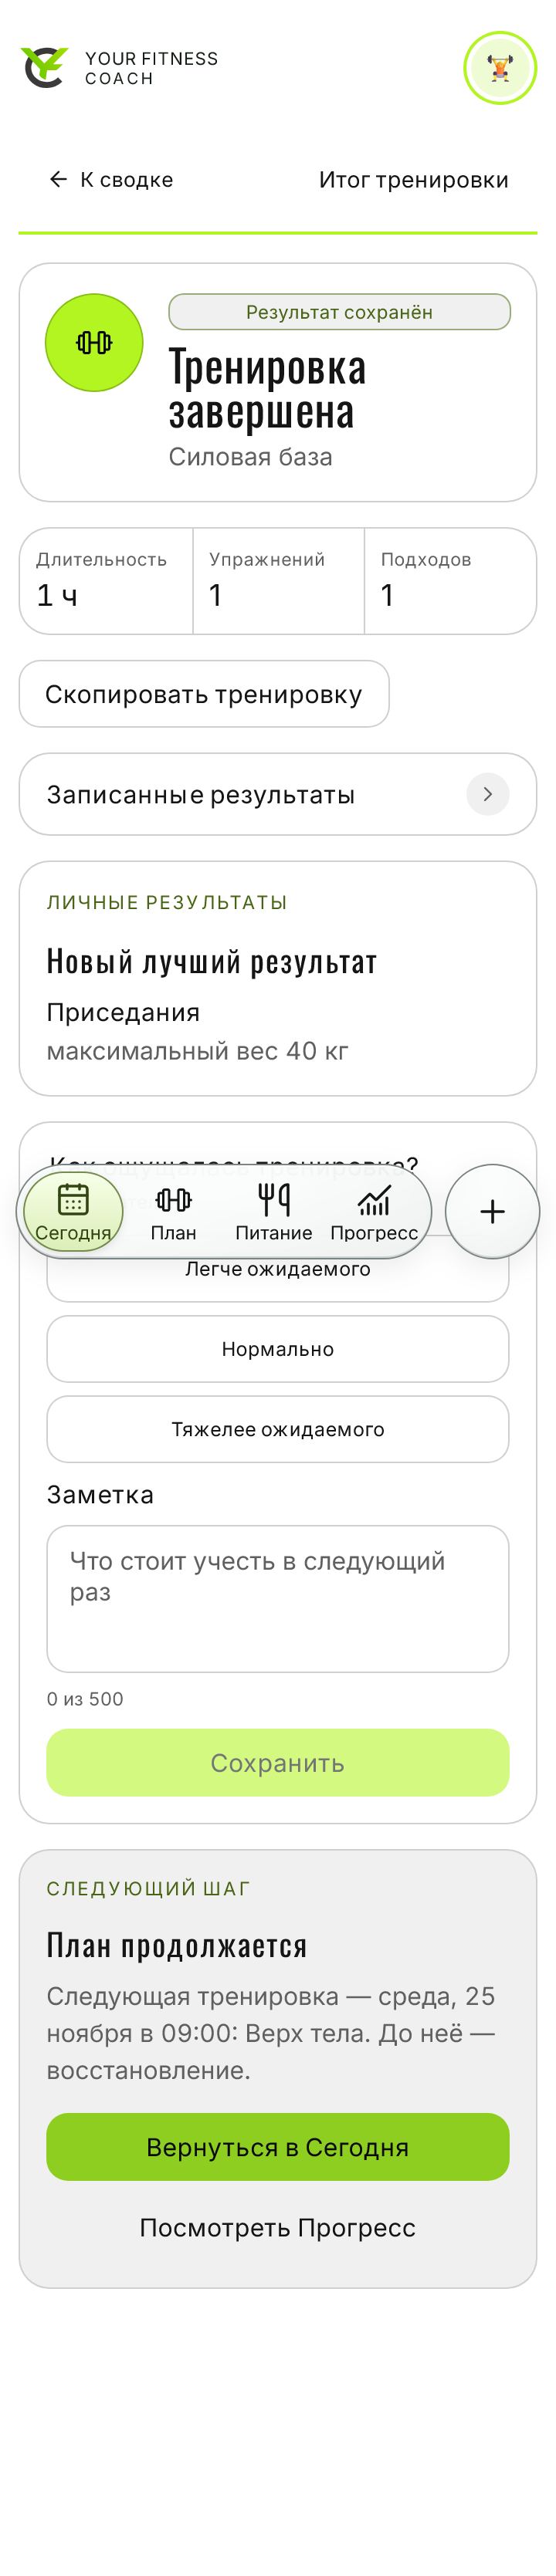 YOUR FITNESS
COACH
К сводке
Итог тренировки
Результат сохранён
Тренировка
завершена
Силовая база
Длительность
1 ч
Упражнений
1
Подходов
1
Скопировать тренировку
Записанные результаты
ЛИЧНЫЕ РЕЗУЛЬТАТЫ
Новый лучший результат
Приседания
максимальный вес 40 кг
Как ощущалась тренировка?
Сегодня
План
Питание
Прогресс
Легче ожидаемого
Нормально
Тяжелее ожидаемого
Заметка
Что стоит учесть в следующий
раз
0 из 500
Сохранить
СЛЕДУЮЩИЙ ШАГ
План продолжается
Следующая тренировка — среда, 25
ноября в 09:00: Верх тела. До неё —
восстановление.
Вернуться в Сегодня
Посмотреть Прогресс